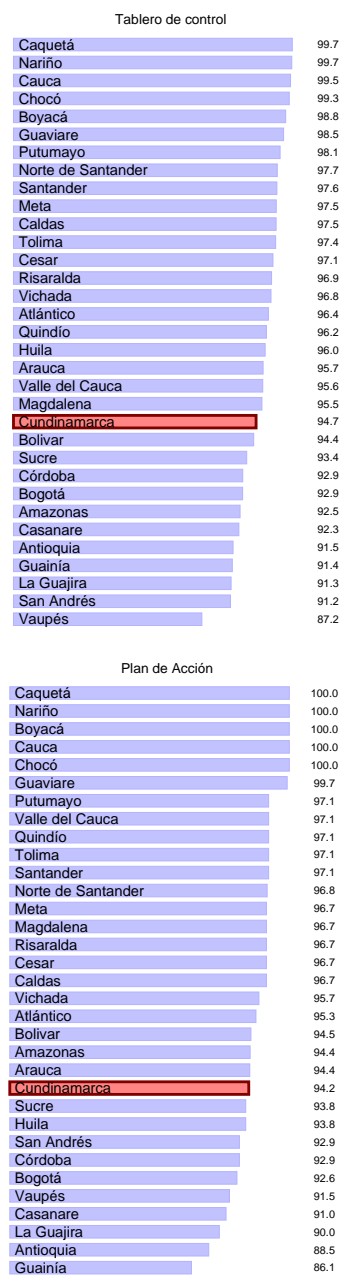 Tablero de control
Caquetá 99.7
Nariño 99.7
Cauca 99.5
Chocó 99.3
Boyacá 98.8
Guaviare 98.5
Putumayo 98.1
Norte de Santander 97.7
Santander 97.6
Meta 97.5
Caldas 97.5
Tolima 97.4
Cesar 97.1
Risaralda 96.9
Vichada 96.8
Atlántico 96.4
Quindío 96.2
Huila 96.0
Arauca 95.7
Valle del Cauca 95.6
Magdalena 95.5
Cundinamarca 94.7
Bolivar 94.4
Sucre 93.4
Córdoba 92.9
Bogotá 92.9
Amazonas 92.5
Casanare 92.3
Antioquia 91.5
Guainía 91.4
La Guajira 91.3
San Andrés 91.2
Vaupés 87.2
Plan de Acción
Caquetá 100.0
Nariño 100.0
Boyacá 100.0
Cauca 100.0
Chocó 100.0
Guaviare 99.7
Putumayo 97.1
Valle del Cauca 97.1
Quindío 97.1
Tolima 97.1
Santander 97.1
Norte de Santander 96.8
Meta 96.7
Magdalena 96.7
Risaralda 96.7
Cesar 96.7
Caldas 96.7
Vichada 95.7
Atlántico 95.3
Bolivar 94.5
Amazonas 94.4
Arauca 94.4
Cundinamarca 94.2
Sucre 93.8
Huila 93.8
San Andrés 92.9
Córdoba 92.9
Bogotá 92.6
Vaupés 91.5
Casanare 91.0
La Guajira 90.0
Antioquia 88.5
Guainía 86.1